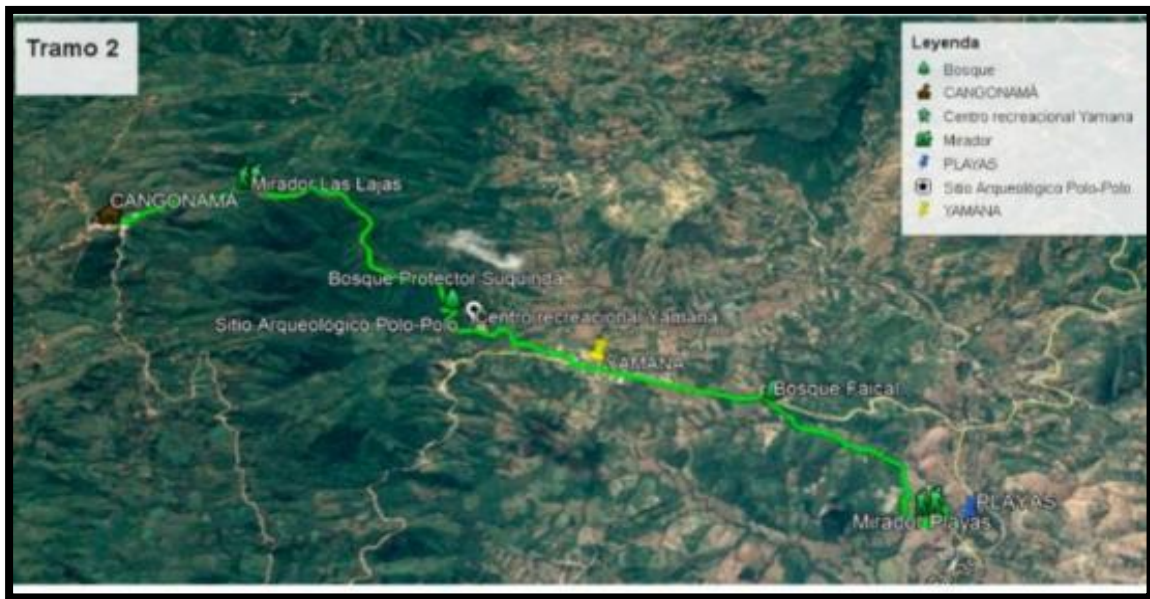 Tramo 2
Leyenda
Bosque
CANGONAMÁ
Centro recreacional Yamana
Mirador
PLAYAS
Sitio Arqueológico Polo-Polo
YAMANA
Mirador Las Lajas
CANGONAMÁ
Bosque Protector Suquinda
Centro recreacional Yamana
Sitio Arqueológico Polo-Polo
YAMANA
Bosque Faical
PLAYAS
Mirador Playas